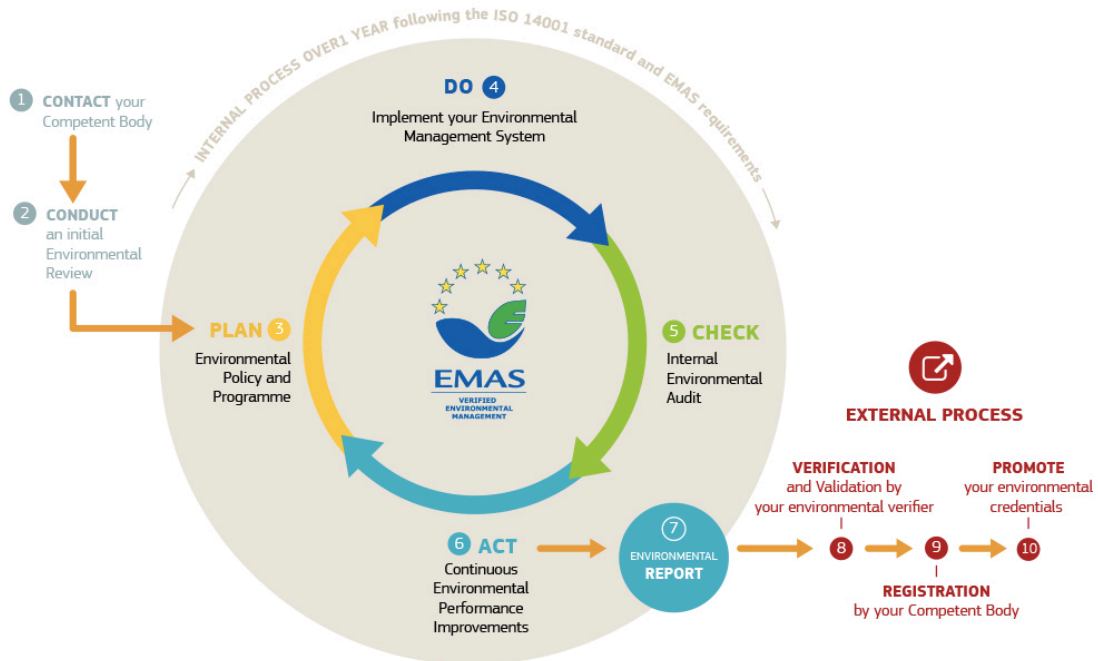 INTERNAL PROCESS OVER1 YEAR following the ISO 14001 standard and EMAS requirements
1 CONTACT your
Competent Body
2 CONDUCT
an initial
Environmental
Review
PLAN 3
Environmental
Policy and
Programme
DO 4
Implement your Environmental
Management System
5 CHECK
Internal
Environmental
Audit
EMAS
VERIFIED
ENVIRONMENTAL
MANAGEMENT
6 ACT
Continuous
Environmental
Performance
Improvements
7
ENVIRONMENTAL
REPORT
EXTERNAL PROCESS
VERIFICATION
and Validation by
your environmental verifier
8
9
REGISTRATION
by your Competent Body
PROMOTE
your environmental
credentials
10